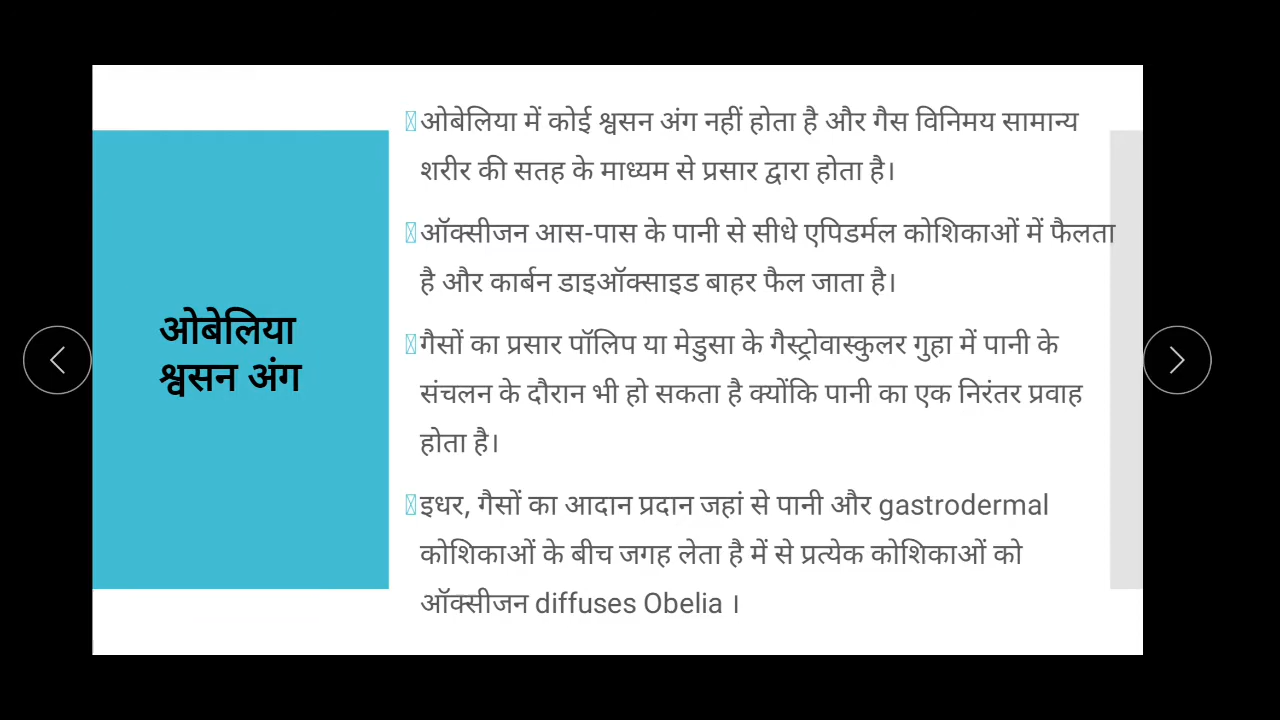 ओबेलिया
श्वसन अंग
ओबेलिया में कोई श्वसन अंग नहीं होता है और गैस विनिमय सामान्य
शरीर की सतह के माध्यम से प्रसार द्वारा होता है।
ऑक्सीजन आस-पास के पानी से सीधे एपिडर्मल कोशिकाओं में फैलता
है और कार्बन डाइऑक्साइड बाहर फैल जाता है।
गैसों का प्रसार पॉलिप या मेडुसा के गैस्ट्रोवास्कुलर गुहा में पानी के
संचलन के दौरान भी हो सकता है क्योंकि पानी का एक निरंतर प्रवाह
होता है।
इधर, गैसों का आदान प्रदान जहां से पानी और gastrodermal
कोशिकाओं के बीच जगह लेता है में से प्रत्येक कोशिकाओं को
ऑक्सीजन diffuses Obelia ।